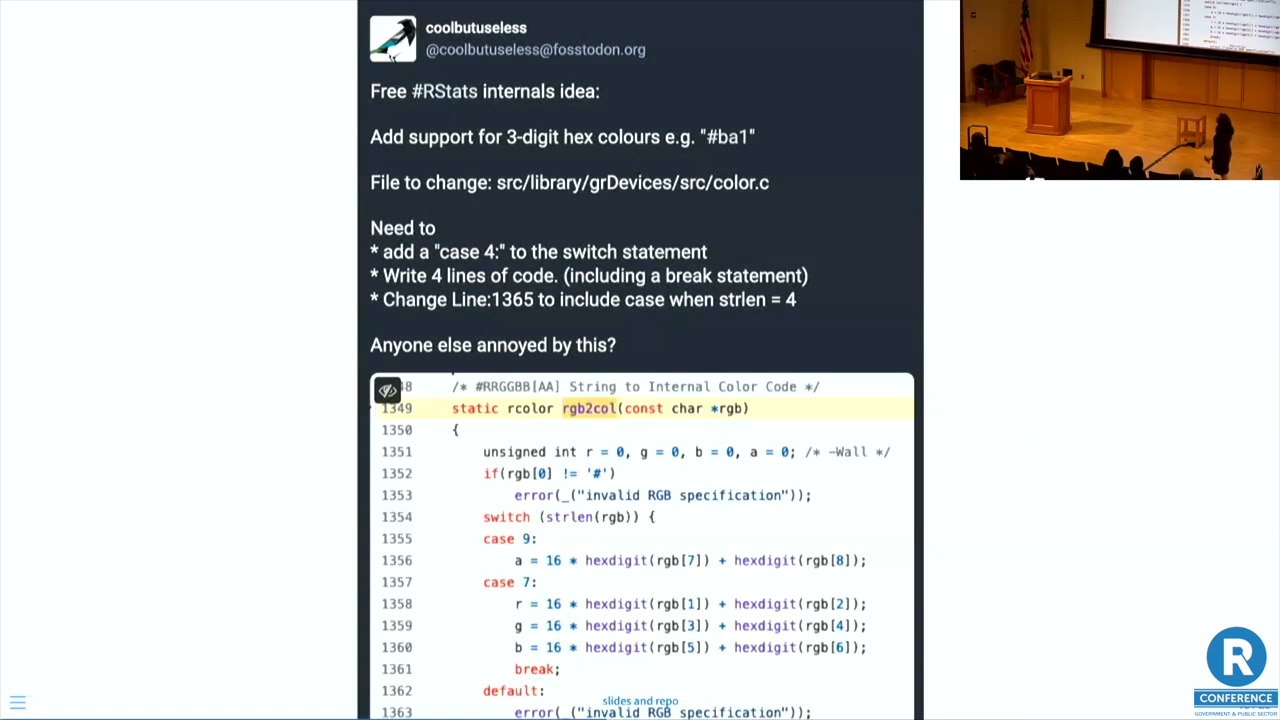 coolbutuseless
@coolbutuseless@fosstodon.org
Free #RStats internals idea:
Add support for 3-digit hex colours e.g. "#ba1"
File to change: src/library/grDevices/src/color.c
Need to
* add a "case 4:" to the switch statement
* Write 4 lines of code. (including a break statement)
* Change Line:1365 to include case when strlen = 4
Anyone else annoyed by this?
48 /* #RRGGBB[AA] String to Internal Color Code */
1349 static rcolor rgb2col(const char *rgb)
1350 {
1351 unsigned int r = 0, g = 0, b = 0, a = 0; /* -Wall */
1352 if(rgb[0] != '#')
1353 error(_("invalid RGB specification"));
1354 switch (strlen(rgb)) {
1355 case 9:
1356 a = 16 * hexdigit(rgb[7]) + hexdigit(rgb[8]);
1357 case 7:
1358 r = 16 * hexdigit(rgb[1]) + hexdigit(rgb[2]);
1359 g = 16 * hexdigit(rgb[3]) + hexdigit(rgb[4]);
1360 b = 16 * hexdigit(rgb[5]) + hexdigit(rgb[6]);
1361 break;
1362 default:
1363 error(_("invalid RGB specification"));
slides and repo
R
CONFERENCE
GOVERNMENT & PUBLIC SECTOR